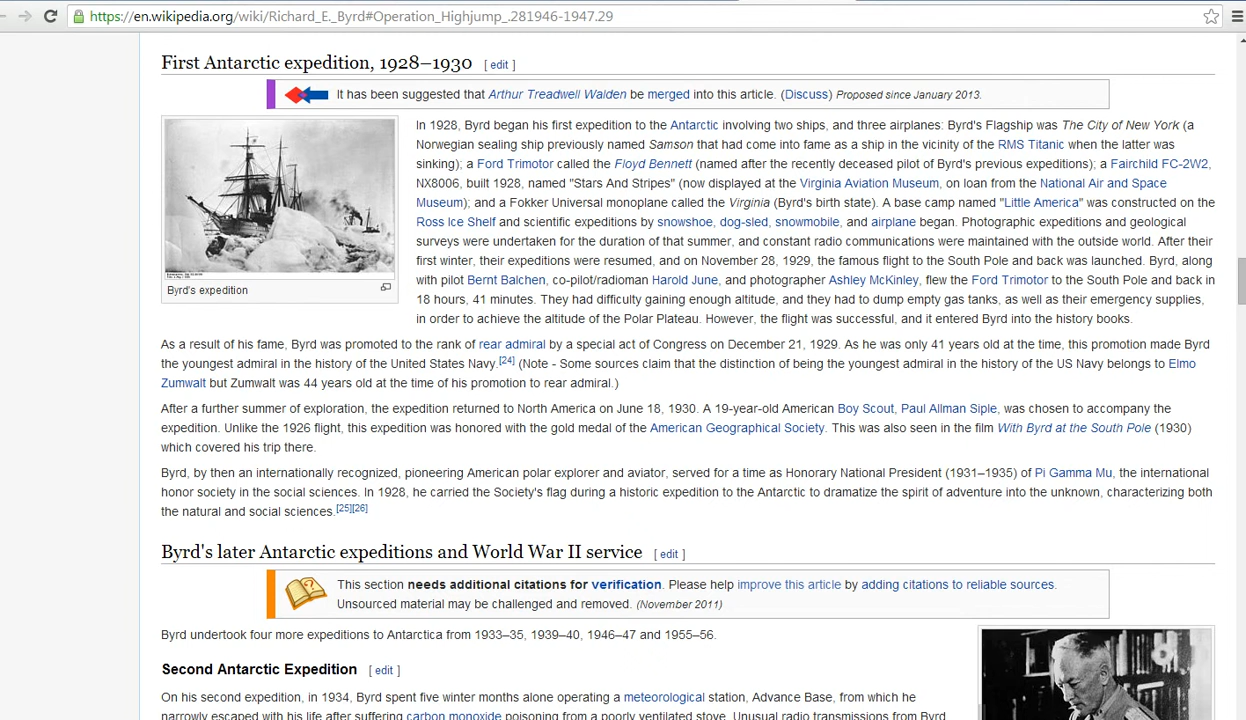 https://en.wikipedia.org/wiki/Richard_E._Byrd#Operation_Highjump_.281946-1947.29
First Antarctic expedition, 1928–1930 [ edit ]
It has been suggested that Arthur Treadwell Walden be merged into this article. (Discuss) Proposed since January 2013.
In 1928, Byrd began his first expedition to the Antarctic involving two ships, and three airplanes: Byrd's Flagship was The City of New York (a
Norwegian sealing ship previously named Samson that had come into fame as a ship in the vicinity of the RMS Titanic when the latter was
sinking); a Ford Trimotor called the Floyd Bennett (named after the recently deceased pilot of Byrd's previous expeditions); a Fairchild FC-2W2,
NX8006, built 1928, named "Stars And Stripes" (now displayed at the Virginia Aviation Museum, on loan from the National Air and Space
Museum); and a Fokker Universal monoplane called the Virginia (Byrd's birth state). A base camp named "Little America" was constructed on the
Ross Ice Shelf and scientific expeditions by snowshoe, dog-sled, snowmobile, and airplane began. Photographic expeditions and geological
surveys were undertaken for the duration of that summer, and constant radio communications were maintained with the outside world. After their
first winter, their expeditions were resumed, and on November 28, 1929, the famous flight to the South Pole and back was launched. Byrd, along
with pilot Bernt Balchen, co-pilot/radioman Harold June, and photographer Ashley McKinley, flew the Ford Trimotor to the South Pole and back in
18 hours, 41 minutes. They had difficulty gaining enough altitude, and they had to dump empty gas tanks, as well as their emergency supplies,
in order to achieve the altitude of the Polar Plateau. However, the flight was successful, and it entered Byrd into the history books.
Byrd's expedition
As a result of his fame, Byrd was promoted to the rank of rear admiral by a special act of Congress on December 21, 1929. As he was only 41 years old at the time, this promotion made Byrd
the youngest admiral in the history of the United States Navy.[24] (Note - Some sources claim that the distinction of being the youngest admiral in the history of the US Navy belongs to Elmo
Zumwalt but Zumwalt was 44 years old at the time of his promotion to rear admiral.)
After a further summer of exploration, the expedition returned to North America on June 18, 1930. A 19-year-old American Boy Scout, Paul Allman Siple, was chosen to accompany the
expedition. Unlike the 1926 flight, this expedition was honored with the gold medal of the American Geographical Society. This was also seen in the film With Byrd at the South Pole (1930)
which covered his trip there.
Byrd, by then an internationally recognized, pioneering American polar explorer and aviator, served for a time as Honorary National President (1931–1935) of Pi Gamma Mu, the international
honor society in the social sciences. In 1928, he carried the Society's flag during a historic expedition to the Antarctic to dramatize the spirit of adventure into the unknown, characterizing both
the natural and social sciences.[25][26]
Byrd's later Antarctic expeditions and World War II service [ edit ]
This section needs additional citations for verification. Please help improve this article by adding citations to reliable sources.
Unsourced material may be challenged and removed. (November 2011)
Byrd undertook four more expeditions to Antarctica from 1933–35, 1939–40, 1946–47 and 1955–56.
Second Antarctic Expedition [ edit ]
On his second expedition, in 1934, Byrd spent five winter months alone operating a meteorological station, Advance Base, from which he
narrowly escaped with his life after suffering carbon monoxide poisoning from a poorly ventilated stove. Unusual radio transmissions from Byrd